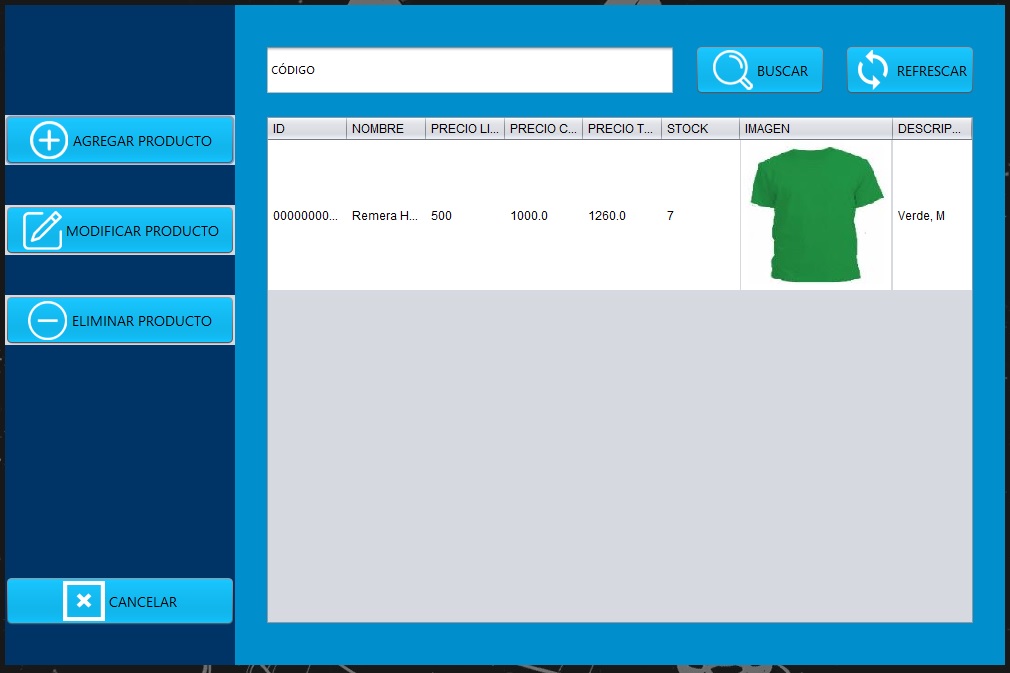 CÓDIGO
BUSCAR
REFRESCAR
AGREGAR PRODUCTO
MODIFICAR PRODUCTO
ELIMINAR PRODUCTO
CANCELAR
ID NOMBRE PRECIO LI... PRECIO C... PRECIO T... STOCK IMAGEN DESCRIP...
00000000... Remera H... 500 1000.0 1260.0 7 Verde, M